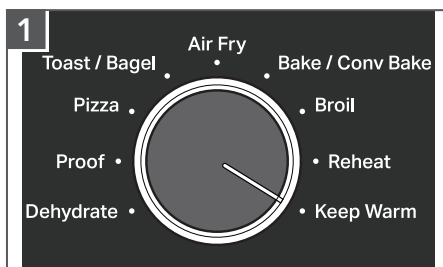 1
Air Fry
Toast / Bagel
Bake / Conv Bake
Pizza
Broil
Proof
Reheat
Dehydrate
Keep Warm